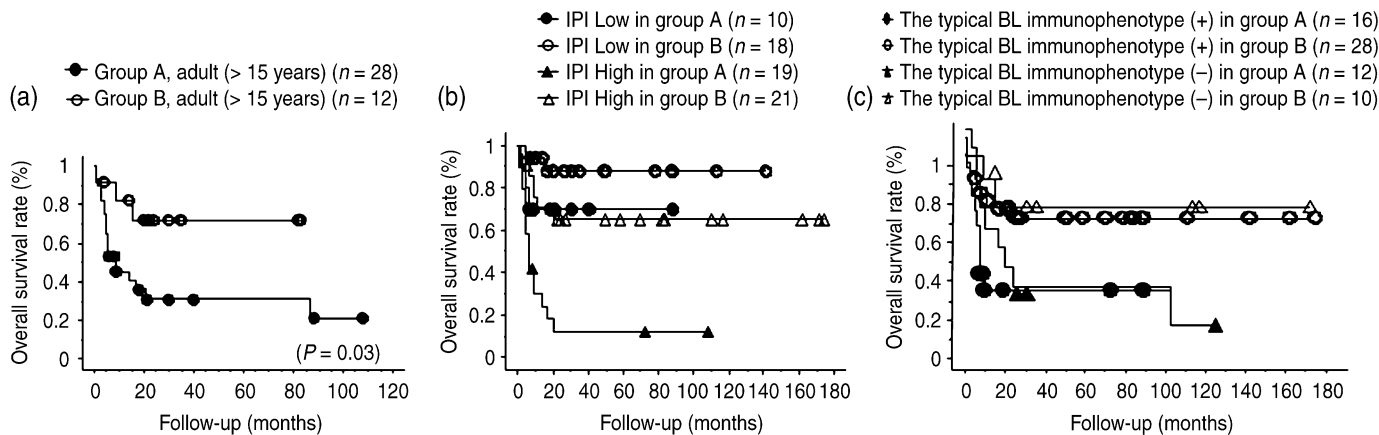 (a)
Group A, adult (> 15 years) (n = 28)
Group B, adult (> 15 years) (n = 12)
Overall survival rate (%)
1
0.8
0.6
0.4
0.2
0
(P = 0.03)
0 20 40 60 80 100 120
Follow-up (months)
(b)
IPI Low in group A (n = 10)
IPI Low in group B (n = 18)
IPI High in group A (n = 19)
IPI High in group B (n = 21)
Overall survival rate (%)
1
0.8
0.6
0.4
0.2
0
0 20 40 60 80 100 120 140 160 180
Follow-up (months)
(c)
The typical BL immunophenotype (+) in group A (n = 16)
The typical BL immunophenotype (+) in group B (n = 28)
The typical BL immunophenotype (–) in group A (n = 12)
The typical BL immunophenotype (–) in group B (n = 10)
Overall survival rate (%)
1
0.8
0.6
0.4
0.2
0
0 20 40 60 80 100 120 140 160 180
Follow-up (months)